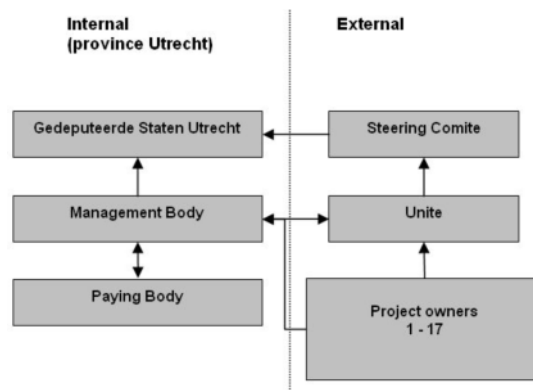 Internal
(province Utrecht)
External
Gedeputeerde Staten Utrecht
Steering Comite
Management Body
Unite
Paying Body
Project owners
1 - 17